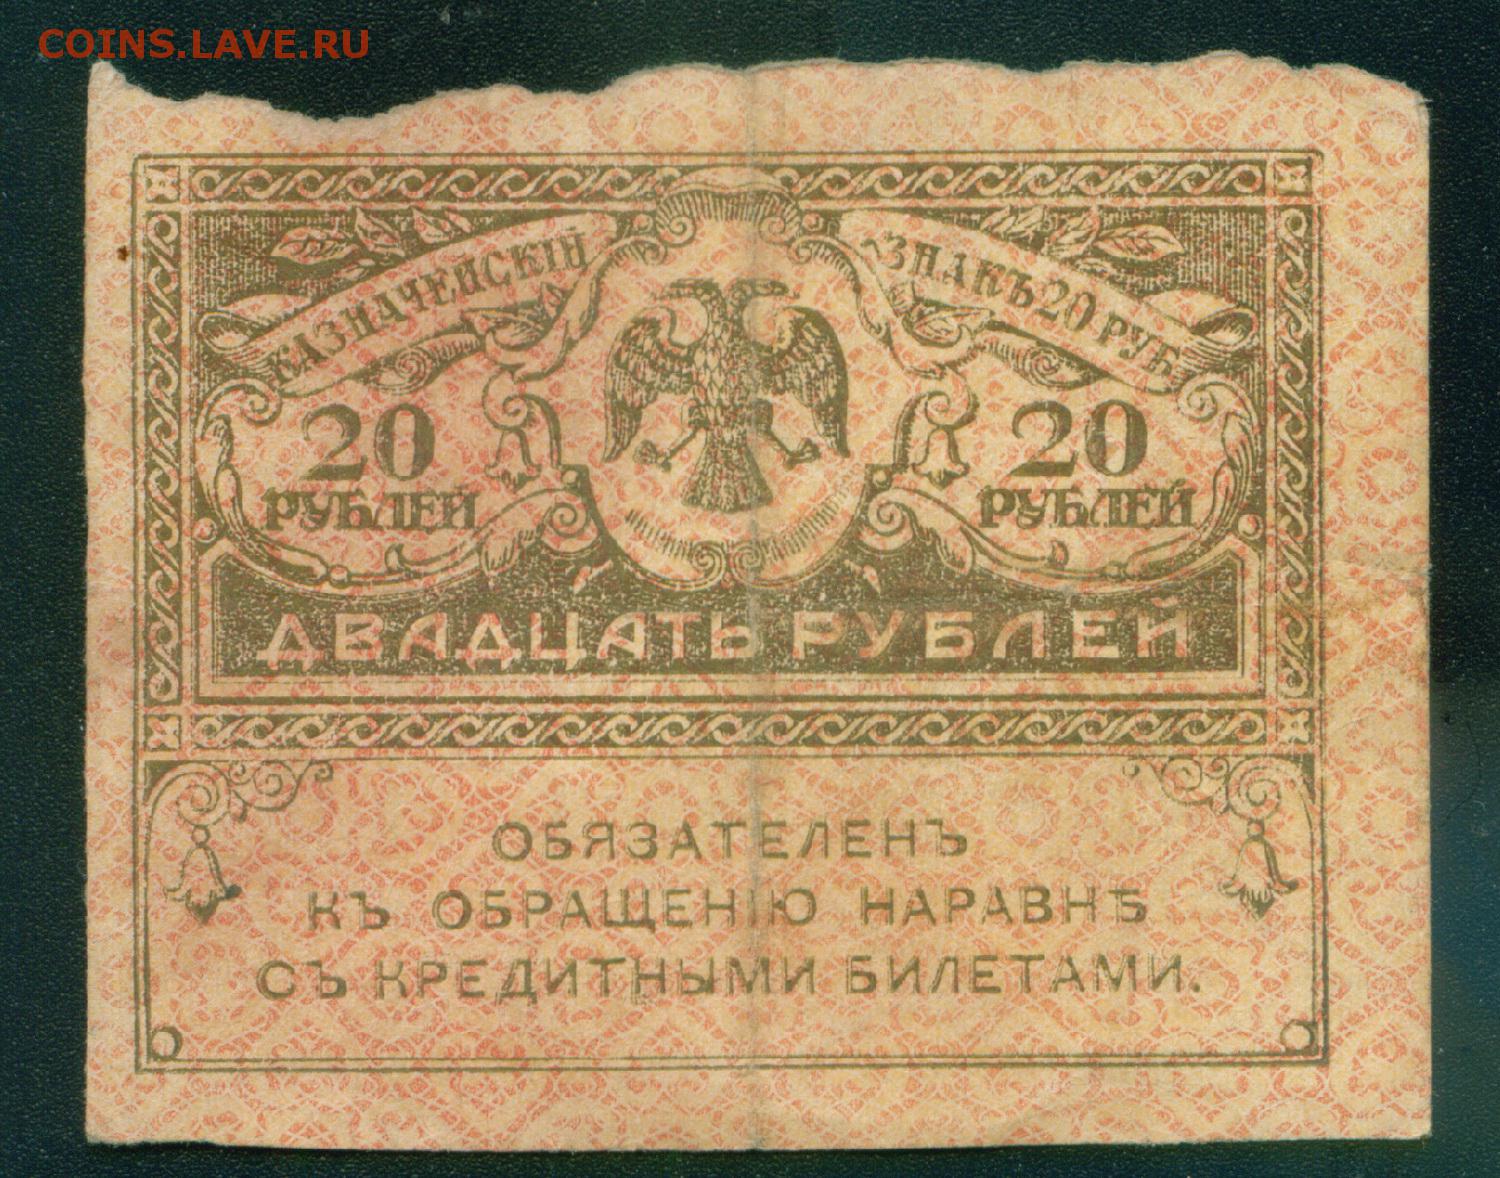 COINS.LAVE.RU
КАЗНАЧЕЙСКІЙ
ЗНАКЪ 20 РУБ
20
РУБЛЕЙ
20
РУБЛЕЙ
ДВАДЦАТЬ РУБЛЕЙ
ОБЯЗАТЕЛЕНЪ
КЪ ОБРАЩЕНІЮ НАРАВНѢ
СЪ КРЕДИТНЫМИ БИЛЕТАМИ.